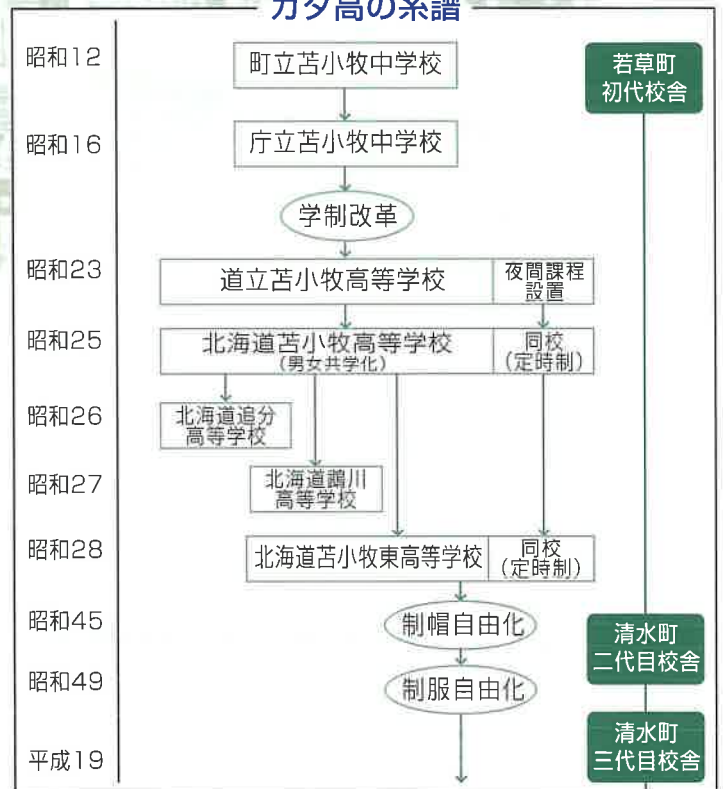 ガタ高の系譜
昭和12
町立苫小牧中学校
若草町
初代校舎
昭和16
庁立苫小牧中学校
学制改革
昭和23
道立苫小牧高等学校
夜間課程
設置
昭和25
北海道苫小牧高等学校
(男女共学化)
同校
(定時制)
昭和26
北海道追分
高等学校
昭和27
北海道鵡川
高等学校
昭和28
北海道苫小牧東高等学校
同校
(定時制)
昭和45
制帽自由化
清水町
二代目校舎
昭和49
制服自由化
清水町
三代目校舎
平成19